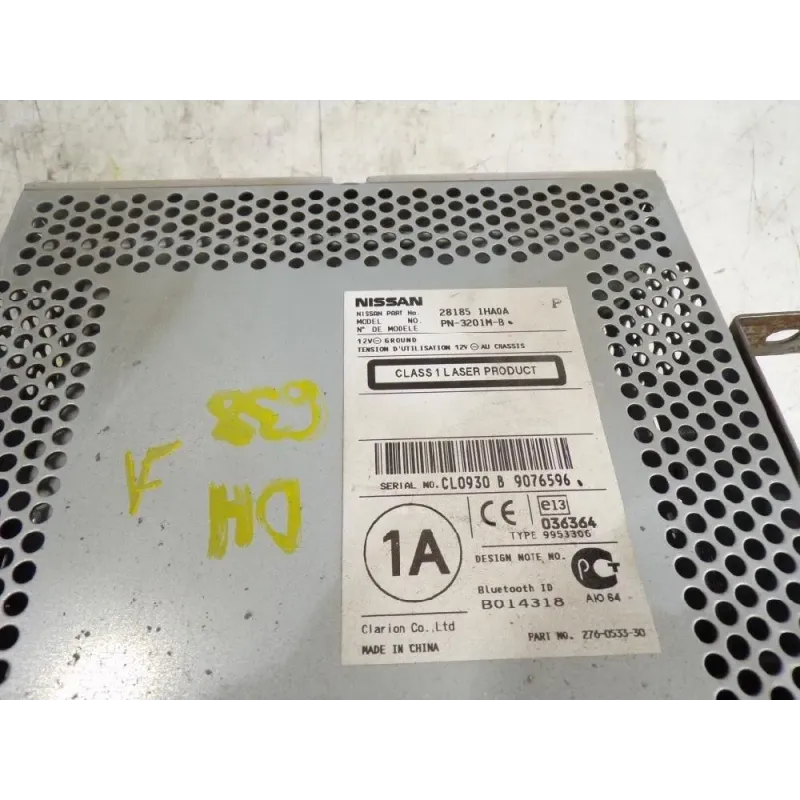 NISSAN
NISSAN PART No. 28185 1HA0A P
MODEL NO. PN-3201M-B
N° DE MODELE
12V ⊖ GROUND
TENSION D'UTILISATION 12V ⊖ AU CHASSIS
CLASS 1 LASER PRODUCT
SERIAL NO. CL0930 B 9076596
1A
CE
e13
036364
TYPE 9953306
DESIGN NOTE NO.
PCT
Bluetooth ID
B014318
AIO 64
Clarion Co.,Ltd
PART NO. 276-0533-30
MADE IN CHINA
HD